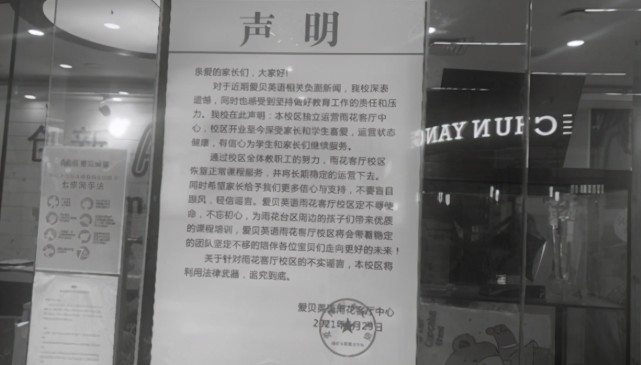 声 明
亲爱的家长们,大家好!
对于近期爱贝英语相关负面新闻,我校深表
遗憾,同时也感受到坚持做好教育工作的责任和压
力。我校在此声明:本校区独立运营雨花客厅中
心,校区开业至今深受家长和学生喜爱,运营状态
健康,有信心为学生和家长们继续服务。
通过校区全体教职工的努力,雨花客厅校区
恢复正常课程服务,并将长期稳定的运营下去。
同时希望家长给予我们更多信心与支持,不要盲目
跟风,轻信谣言。爱贝英语雨花客厅校区定不辱使
命,不忘初心,为雨花台区周边的孩子们带来优质
的课程培训,爱贝英语雨花客厅校区将会带着稳定
的团队坚定不移的陪伴各位宝贝们走向更好的未来!
关于针对雨花客厅校区的不实谣言,本校区将
利用法律武器,追究到底。
爱贝英语雨花客厅中心
CHUN YANG
七步洗手法
创新